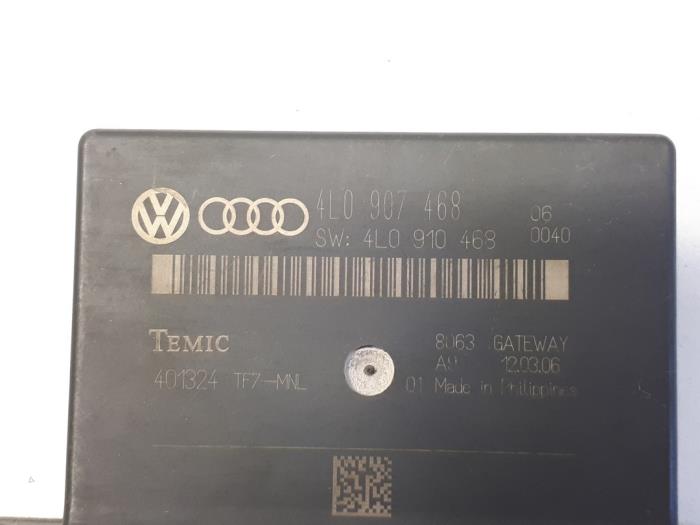 4L0 907 468 06
SW: 4L0 910 468 0040
TEMIC 8063 GATEWAY
12.03.06
401324 TF7-MNL 01 Made in Philippines